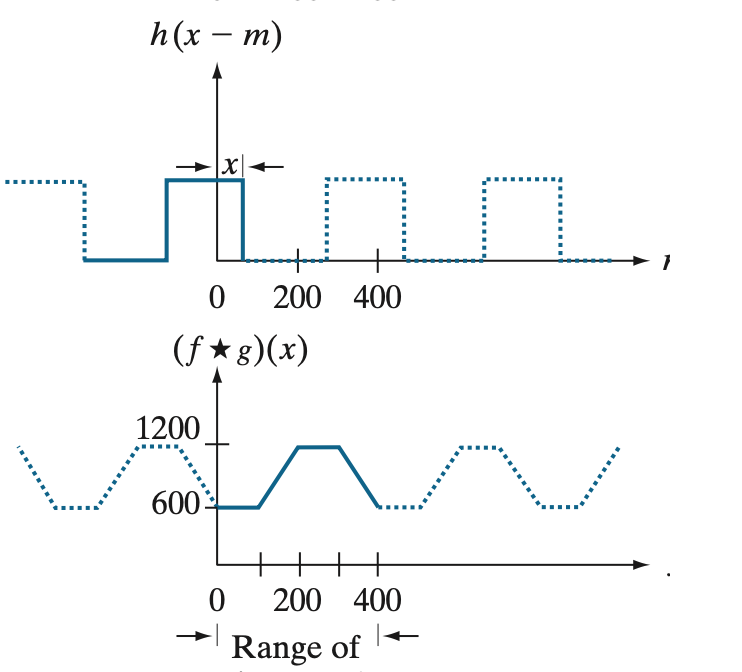 h(x − m)
x
0 200 400
(f ★ g)(x)
1200
600
0 200 400
Range of